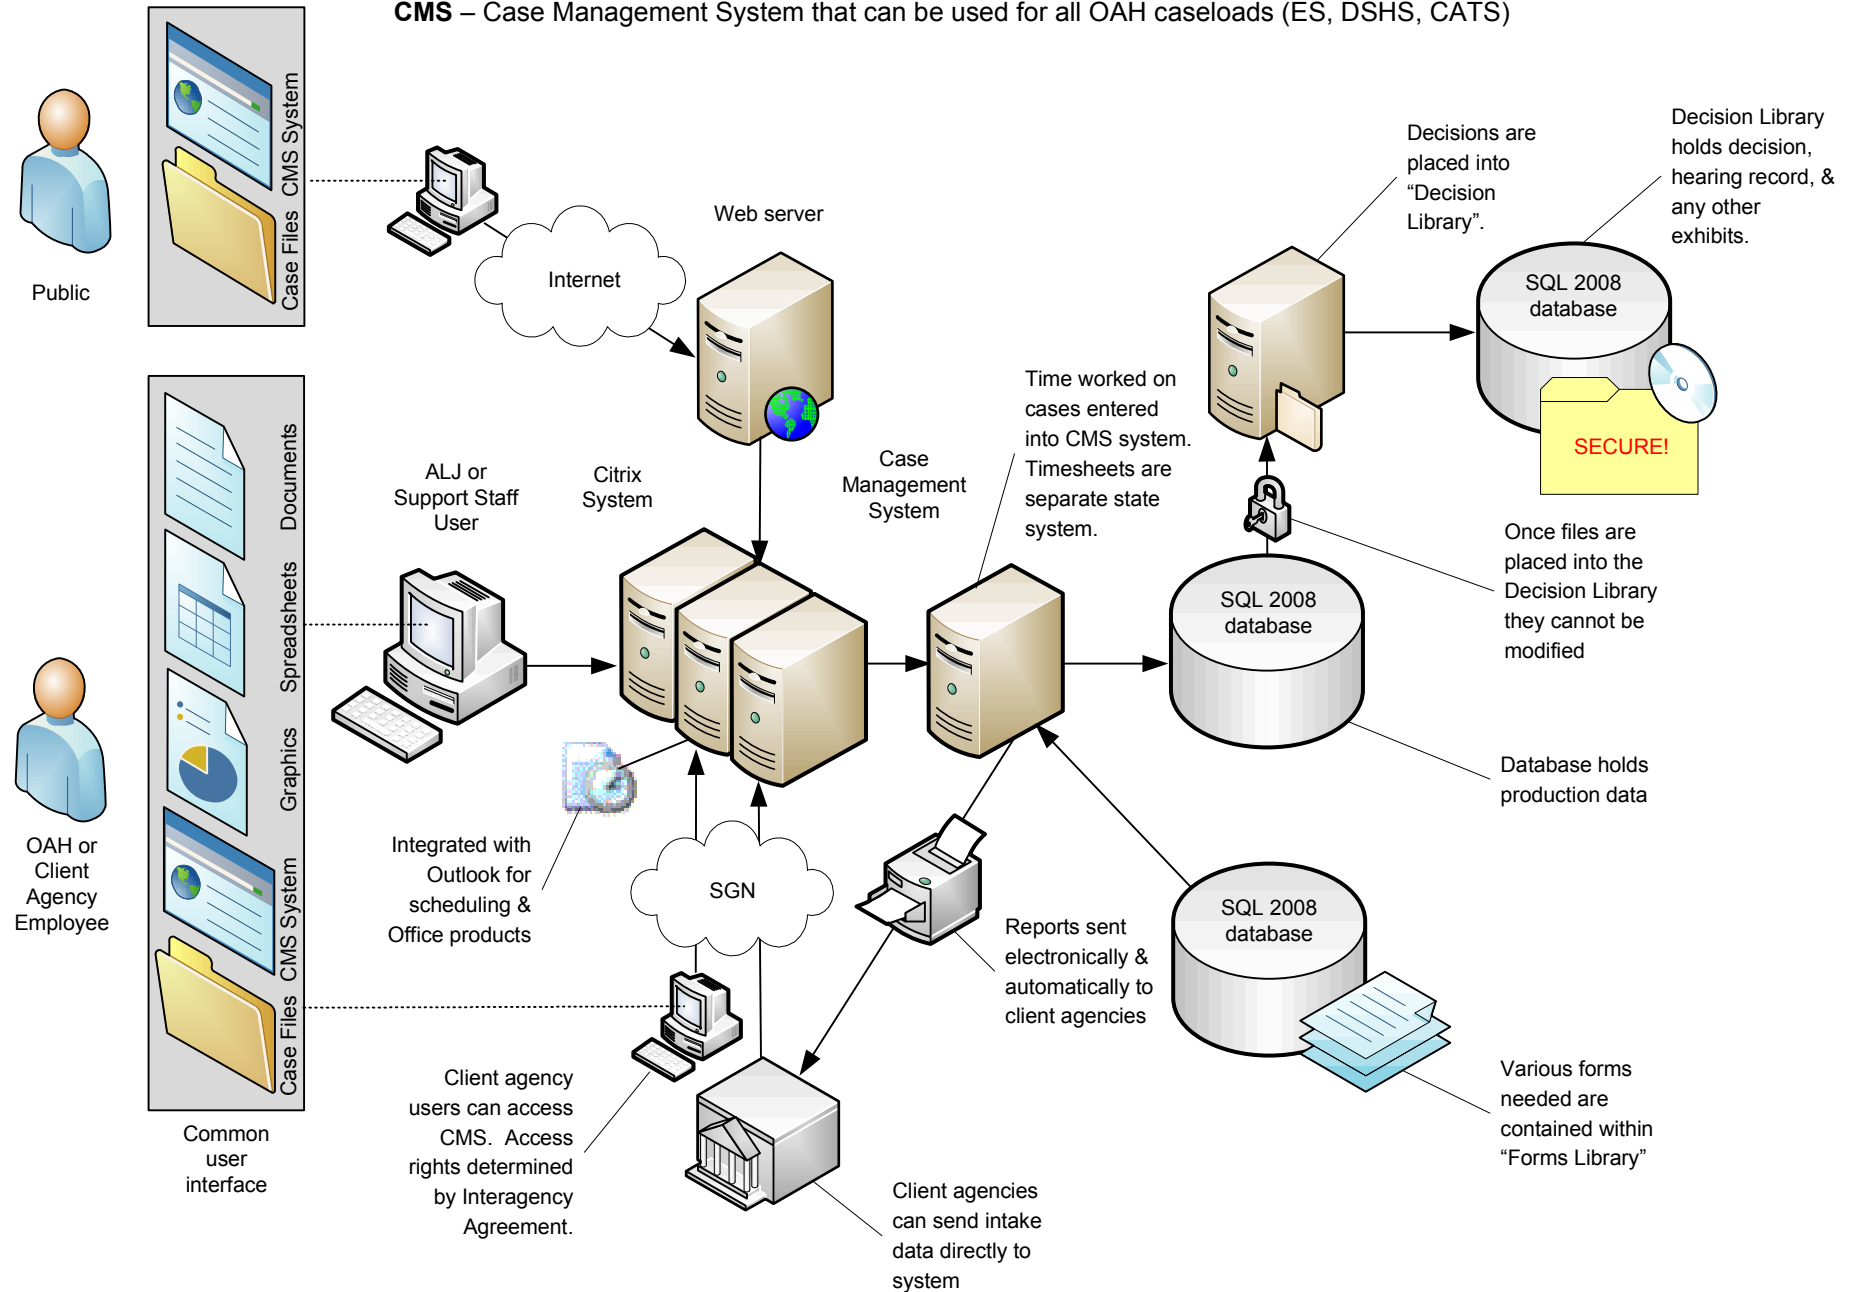 CMS – Case Management System that can be used for all OAH caseloads (ES, DSHS, CATS)
Public
CMS System
Case Files
Internet
Web server
Decisions are
placed into
“Decision
Library”.
Decision Library
holds decision,
hearing record, &
any other
exhibits.
SQL 2008
database
SECURE!
OAH or
Client
Agency
Employee
Documents
Spreadsheets
Graphics
CMS System
Case Files
Common
user
interface
ALJ or
Support Staff
User
Citrix
System
Case
Management
System
Time worked on
cases entered
into CMS system.
Timesheets are
separate state
system.
Once files are
placed into the
Decision Library
they cannot be
modified
SQL 2008
database
Database holds
production data
Integrated with
Outlook for
scheduling &
Office products
SGN
Reports sent
electronically &
automatically to
client agencies
SQL 2008
database
Various forms
needed are
contained within
“Forms Library”
Client agency
users can access
CMS.  Access
rights determined
by Interagency
Agreement.
Client agencies
can send intake
data directly to
system